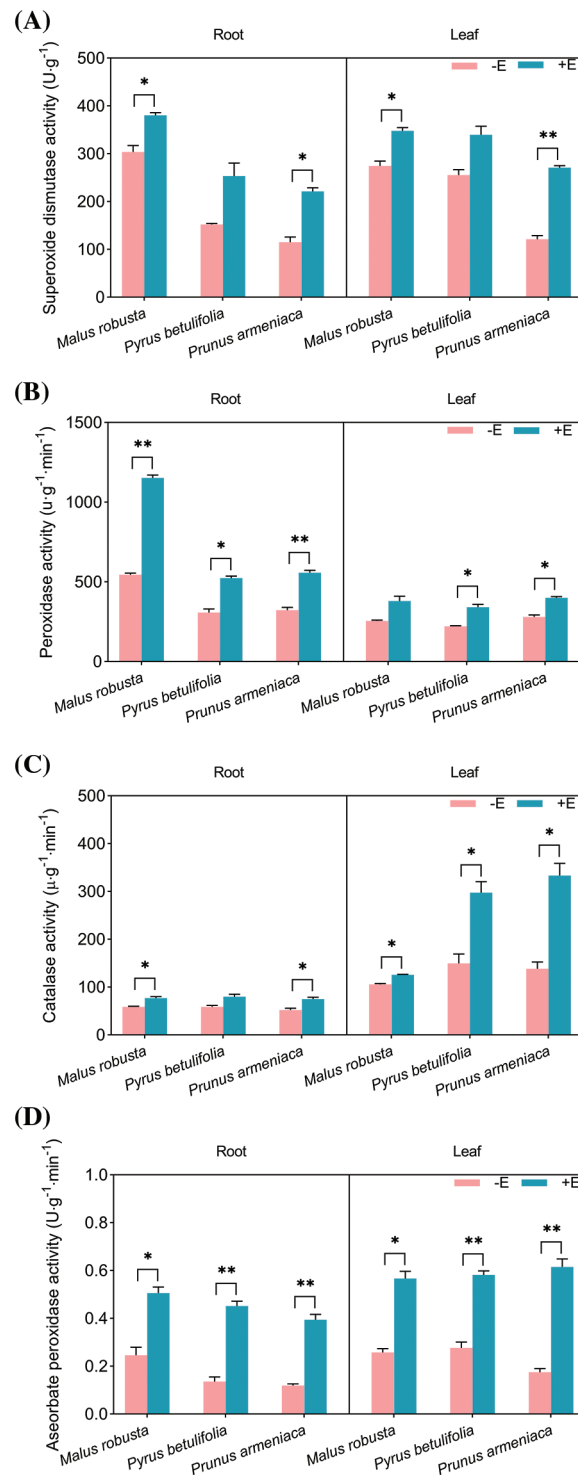 (A)
Root Leaf
-E +E
Superoxide dismutase activity (U·g⁻¹)
500
400
300
200
100
0
* * * **
Malus robusta Pyrus betulifolia Prunus armeniaca Malus robusta Pyrus betulifolia Prunus armeniaca
(B)
Root Leaf
-E +E
Peroxidase activity (u·g⁻¹·min⁻¹)
1500
1000
500
0
** * ** * *
Malus robusta Pyrus betulifolia Prunus armeniaca Malus robusta Pyrus betulifolia Prunus armeniaca
(C)
Root Leaf
-E +E
Catalase activity (μ·g⁻¹·min⁻¹)
500
400
300
200
100
0
* * * * *
Malus robusta Pyrus betulifolia Prunus armeniaca Malus robusta Pyrus betulifolia Prunus armeniaca
(D)
Root Leaf
-E +E
Aseorbate peroxidase activity (U·g⁻¹·min⁻¹)
1.0
0.8
0.6
0.4
0.2
0.0
* ** ** * ** **
Malus robusta Pyrus betulifolia Prunus armeniaca Malus robusta Pyrus betulifolia Prunus armeniaca